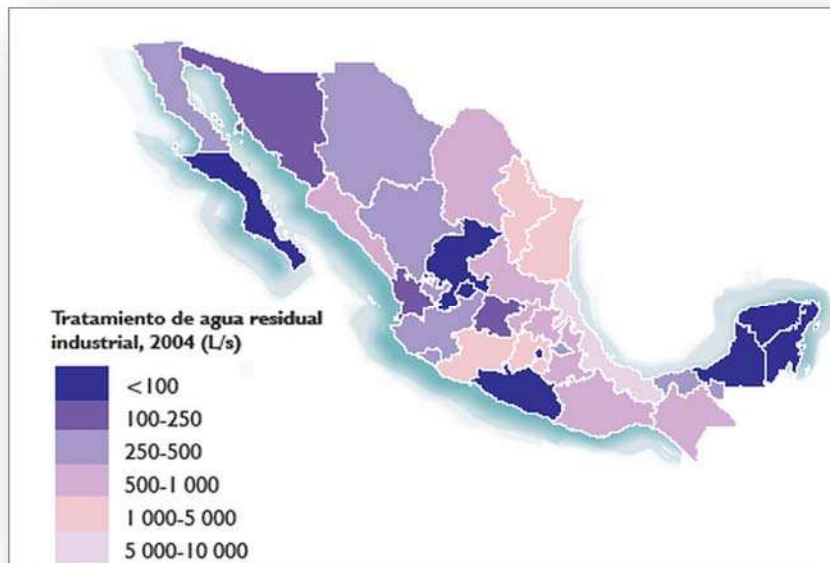 Tratamiento de agua residual
industrial, 2004 (L/s)
<100
100-250
250-500
500-1 000
1 000-5 000
5 000-10 000